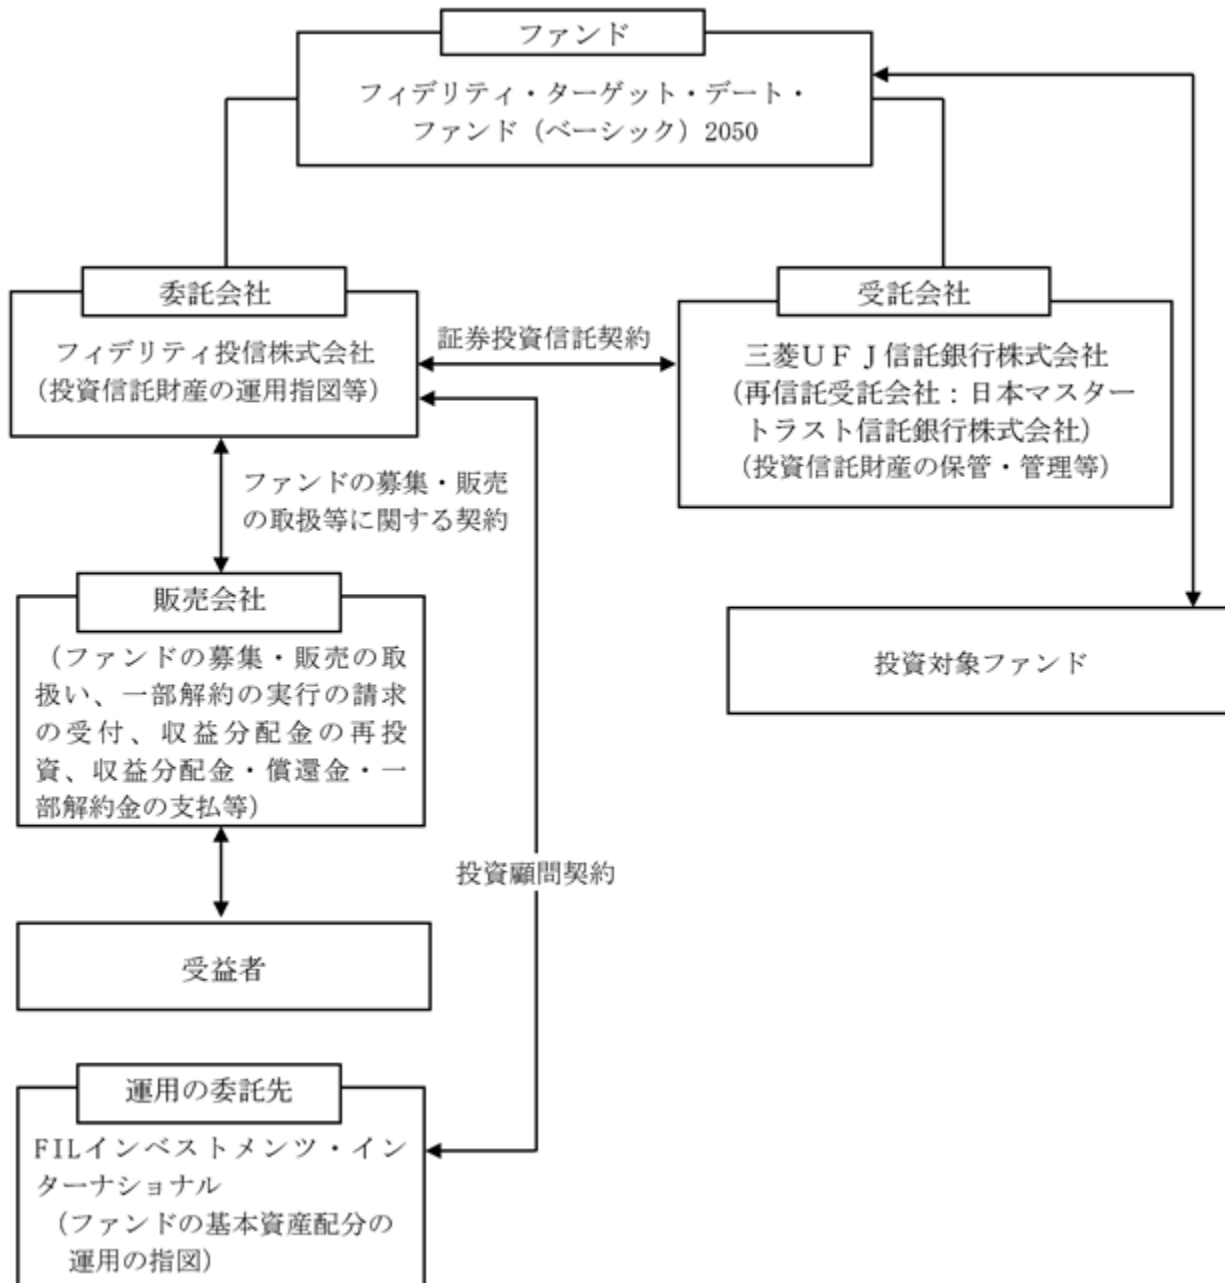 ファンド
フィデリティ・ターゲット・デート・
ファンド（ベーシック）2050
委託会社
フィデリティ投信株式会社
（投資信託財産の運用指図等）
証券投資信託契約
受託会社
三菱ＵＦＪ信託銀行株式会社
（再信託受託会社：日本マスター
トラスト信託銀行株式会社）
（投資信託財産の保管・管理等）
ファンドの募集・販売
の取扱等に関する契約
販売会社
（ファンドの募集・販売の取
扱い、一部解約の実行の請求
の受付、収益分配金の再投
資、収益分配金・償還金・一
部解約金の支払等）
投資対象ファンド
投資顧問契約
受益者
運用の委託先
FILインベストメンツ・イン
ターナショナル
（ファンドの基本資産配分の
運用の指図）